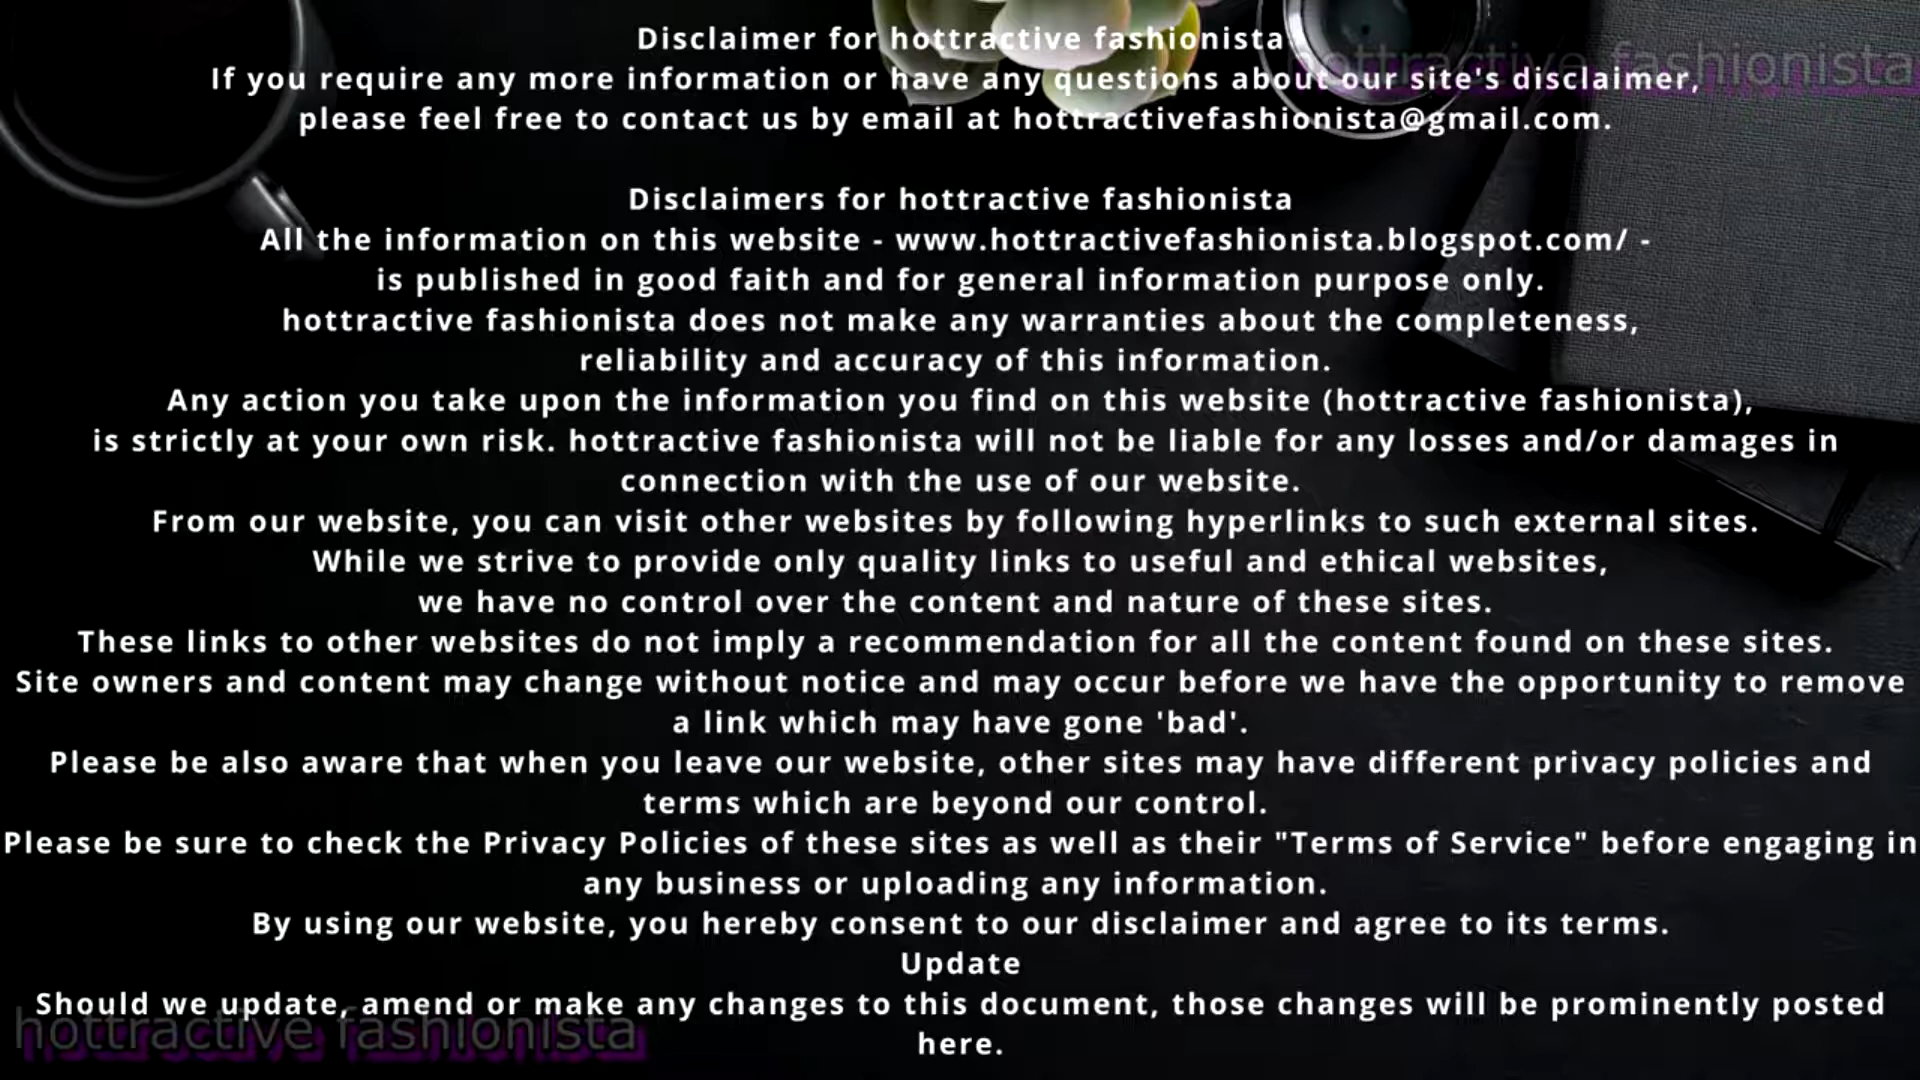 Disclaimer for hottractive fashionista
hottractive fashionista
If you require any more information or have any questions about our site's disclaimer,
please feel free to contact us by email at hottractivefashionista@gmail.com.
Disclaimers for hottractive fashionista
All the information on this website - www.hottractivefashionista.blogspot.com/ -
is published in good faith and for general information purpose only.
hottractive fashionista does not make any warranties about the completeness,
reliability and accuracy of this information.
Any action you take upon the information you find on this website (hottractive fashionista),
is strictly at your own risk. hottractive fashionista will not be liable for any losses and/or damages in
connection with the use of our website.
From our website, you can visit other websites by following hyperlinks to such external sites.
While we strive to provide only quality links to useful and ethical websites,
we have no control over the content and nature of these sites.
These links to other websites do not imply a recommendation for all the content found on these sites.
Site owners and content may change without notice and may occur before we have the opportunity to remove
a link which may have gone 'bad'.
Please be also aware that when you leave our website, other sites may have different privacy policies and
terms which are beyond our control.
Please be sure to check the Privacy Policies of these sites as well as their "Terms of Service" before engaging in
any business or uploading any information.
By using our website, you hereby consent to our disclaimer and agree to its terms.
Update
Should we update, amend or make any changes to this document, those changes will be prominently posted
hottractive fashionista
here.